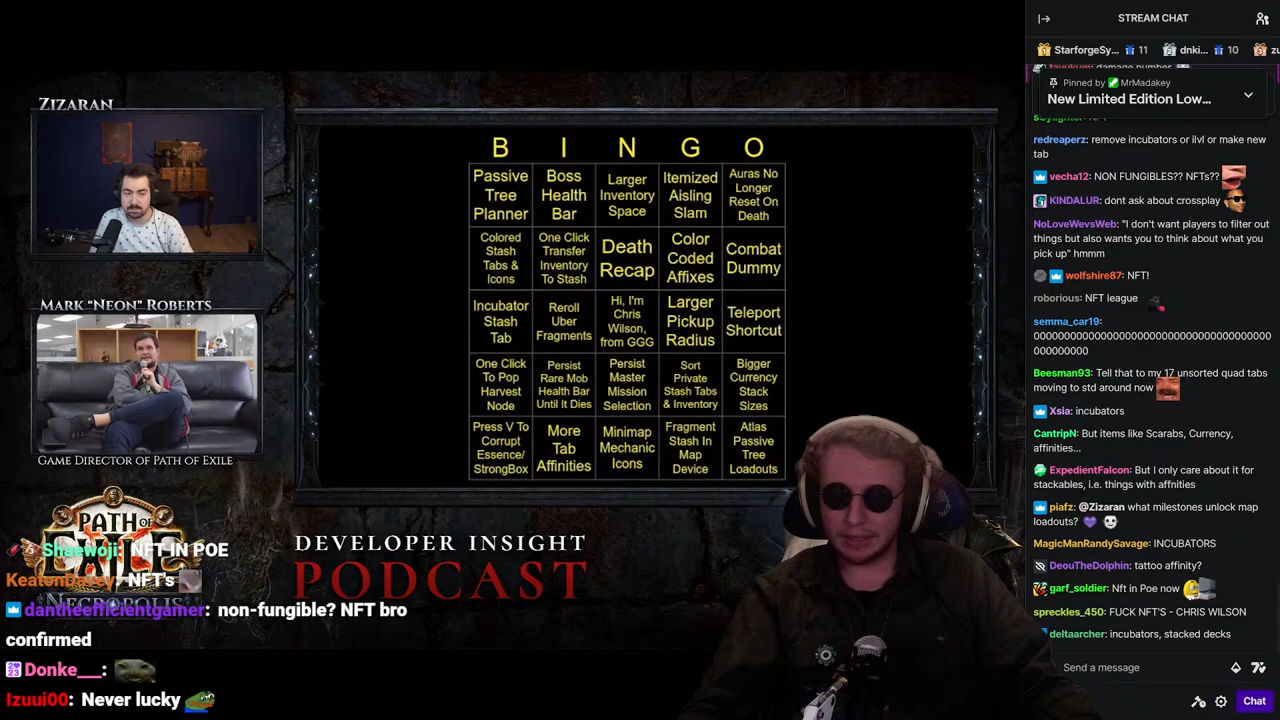 ZIZARAN
MARK “NEON” ROBERTS
GAME DIRECTOR OF PATH OF EXILE
B I N G O
Passive
Tree
Planner
Boss
Health
Bar
Larger
Inventory
Space
Itemized
Aisling
Slam
Auras No
Longer
Reset On
Death
Colored
Stash
Tabs &
Icons
One Click
Transfer
Inventory
To Stash
Death
Recap
Color
Coded
Affixes
Combat
Dummy
Incubator
Stash
Tab
Reroll
Uber
Fragments
Hi, I'm
Chris
Wilson,
from GGG
Larger
Pickup
Radius
Teleport
Shortcut
One Click
To Pop
Harvest
Node
Persist
Rare Mob
Health Bar
Until It Dies
Persist
Master
Mission
Selection
Sort
Private
Stash Tabs
& Inventory
Bigger
Currency
Stack
Sizes
Press V To
Corrupt
Essence/
StrongBox
More
Tab
Affinities
Minimap
Mechanic
Icons
Fragment
Stash In
Map
Device
Atlas
Passive
Tree
Loadouts
PATH OF
EXILE
NECROPOLIS
DEVELOPER INSIGHT
PODCAST
Shaewoji: NFT IN POE
KeatonDavey: NFT's
dantheefficientgamer: non-fungible? NFT bro
confirmed
Donke__:
Izuui00: Never lucky
STREAM CHAT
StarforgeSy... 11 dnki... 10 zu
Pinned by MrMadakey
New Limited Edition Low...
redreaperz: remove incubators or ilvl or make new
tab
vecha12: NON FUNGIBLES?? NFTs??
KINDALUR: dont ask about crossplay
NoLoveWevsWeb: "I don't want players to filter out
things but also wants you to think about what you
pick up" hmmm
wolfshire87: NFT!
roborious: NFT league
semma_car19:
Beesman93: Tell that to my 17 unsorted quad tabs
moving to std around now
Xsia: incubators
CantripN: But items like Scarabs, Currency,
affinities...
ExpedientFalcon: But I only care about it for
stackables, i.e. things with affnities
piafz: @Zizaran what milestones unlock map
loadouts?
MagicManRandySavage: INCUBATORS
DeouTheDolphin: tattoo affinity?
garf_soldier: Nft in Poe now
spreckles_450: FUCK NFT'S - CHRIS WILSON
deltaarcher: incubators, stacked decks
Send a message
Chat